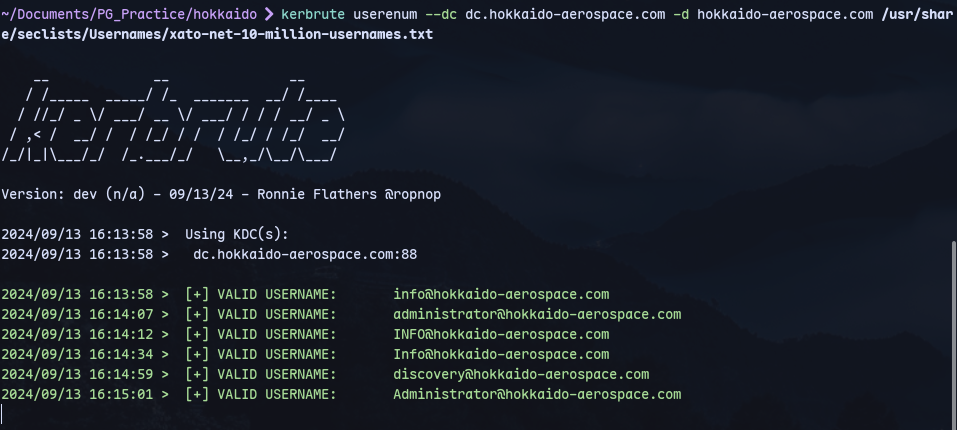 ~/Documents/PG_Practice/hokkaido ❯ kerbrute userenum --dc dc.hokkaido-aerospace.com -d hokkaido-aerospace.com /usr/shar
e/seclists/Usernames/xato-net-10-million-usernames.txt
    __             __               __
   / /_____  _____/ /_  _______  __/ /____
  / //_/ _ \/ ___/ __ \/ ___/ / / / __/ _ \
 / ,< /  __/ /  / /_/ / /  / /_/ / /_/  __/
/_/|_|\___/_/  /_.___/_/   \__,_/\__/\___/
Version: dev (n/a) - 09/13/24 - Ronnie Flathers @ropnop
2024/09/13 16:13:58 >  Using KDC(s):
2024/09/13 16:13:58 >   dc.hokkaido-aerospace.com:88
2024/09/13 16:13:58 >  [+] VALID USERNAME:       info@hokkaido-aerospace.com
2024/09/13 16:14:07 >  [+] VALID USERNAME:       administrator@hokkaido-aerospace.com
2024/09/13 16:14:12 >  [+] VALID USERNAME:       INFO@hokkaido-aerospace.com
2024/09/13 16:14:34 >  [+] VALID USERNAME:       Info@hokkaido-aerospace.com
2024/09/13 16:14:59 >  [+] VALID USERNAME:       discovery@hokkaido-aerospace.com
2024/09/13 16:15:01 >  [+] VALID USERNAME:       Administrator@hokkaido-aerospace.com